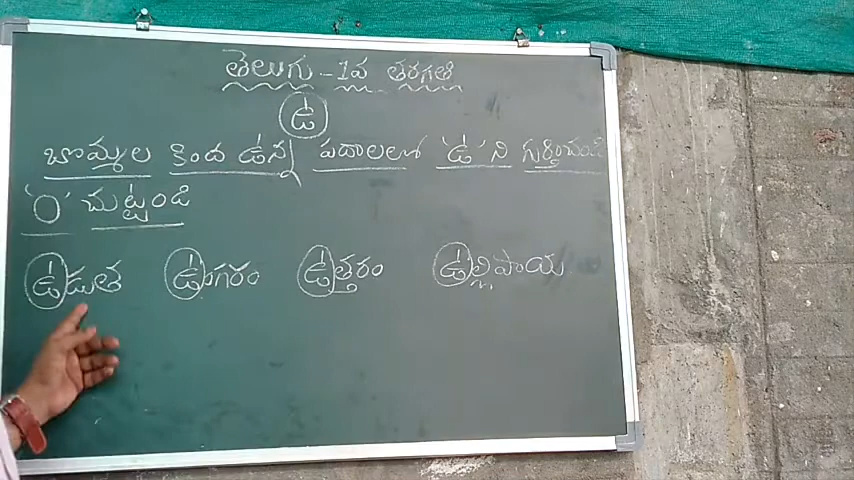 తెలుగు - 1వ తరగతి
ఉ
బొమ్మల కింద ఉన్న పదాలలో 'ఉ' ని గుర్తించండి
'O' చుట్టండి
ఉడుత ఉంగరం ఉత్తరం ఉల్లిపాయ